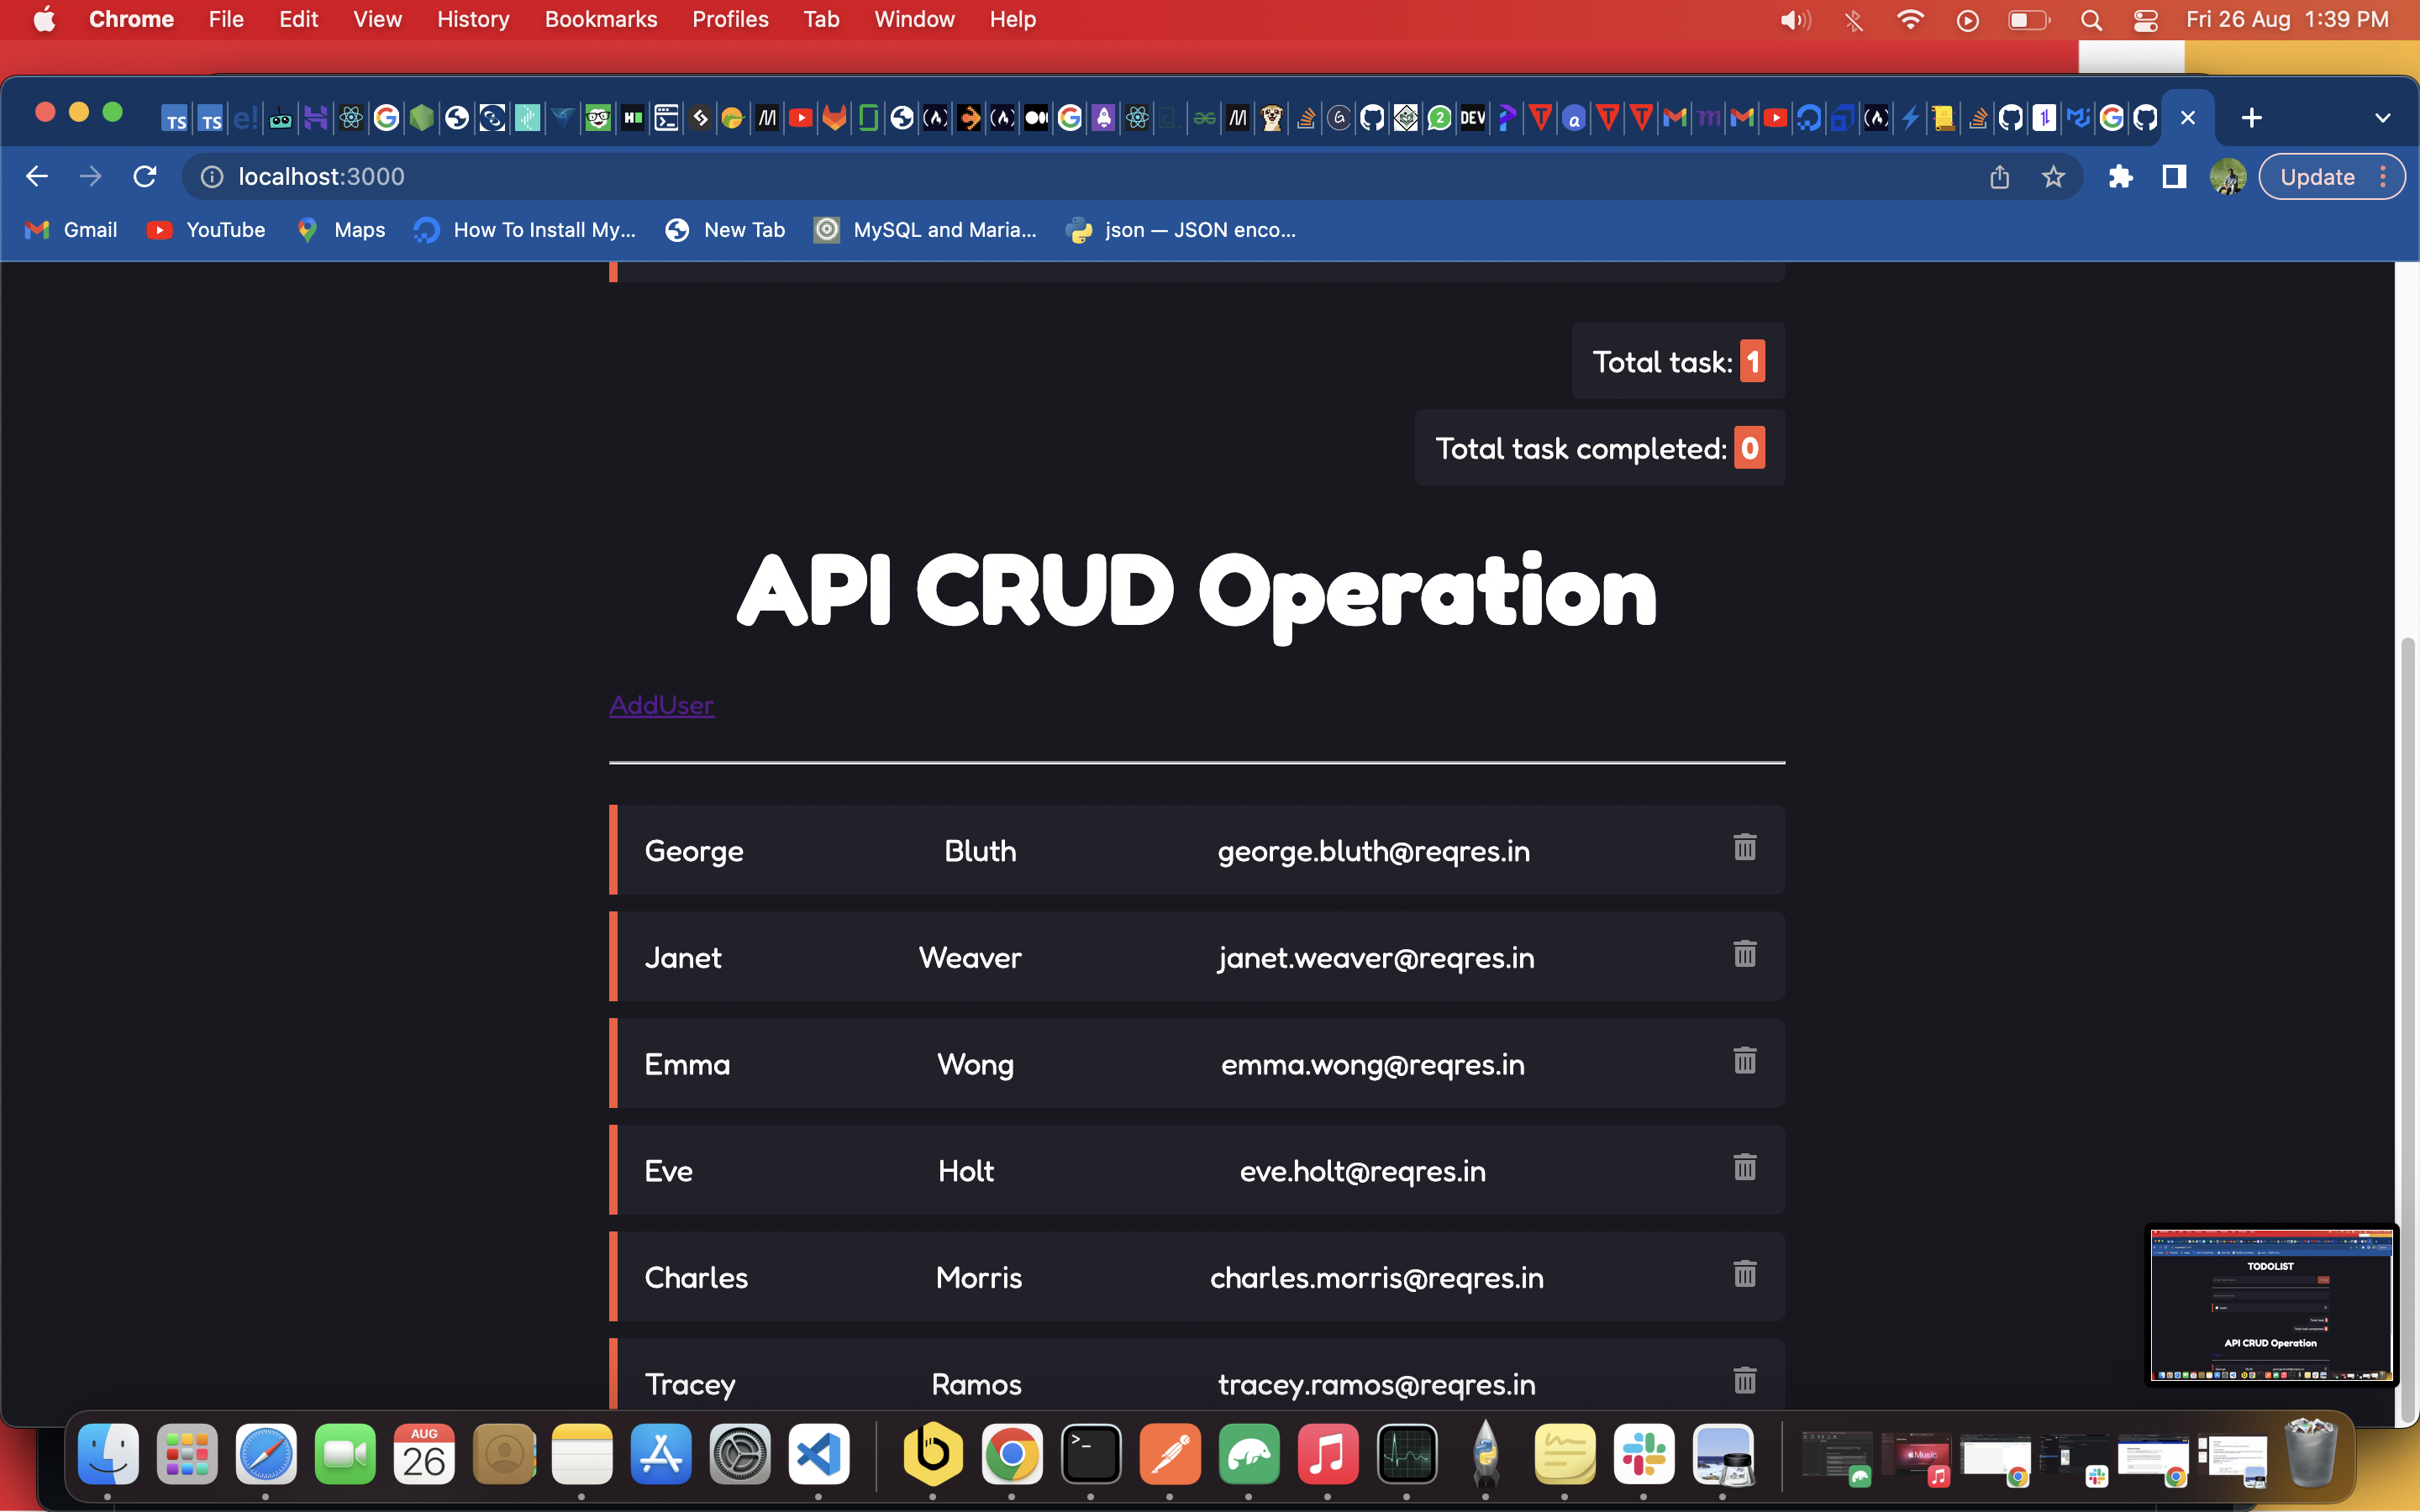 Chrome File Edit View History Bookmarks Profiles Tab Window Help Fri 26 Aug 1:39 PM
localhost:3000 Update
Gmail YouTube Maps How To Install My... New Tab MySQL and Maria... json — JSON enco...
Total task: 1
Total task completed: 0
API CRUD Operation
AddUser
George Bluth george.bluth@reqres.in
Janet Weaver janet.weaver@reqres.in
Emma Wong emma.wong@reqres.in
Eve Holt eve.holt@reqres.in
Charles Morris charles.morris@reqres.in
Tracey Ramos tracey.ramos@reqres.in
TODOLIST
API CRUD Operation
AUG
26
Music